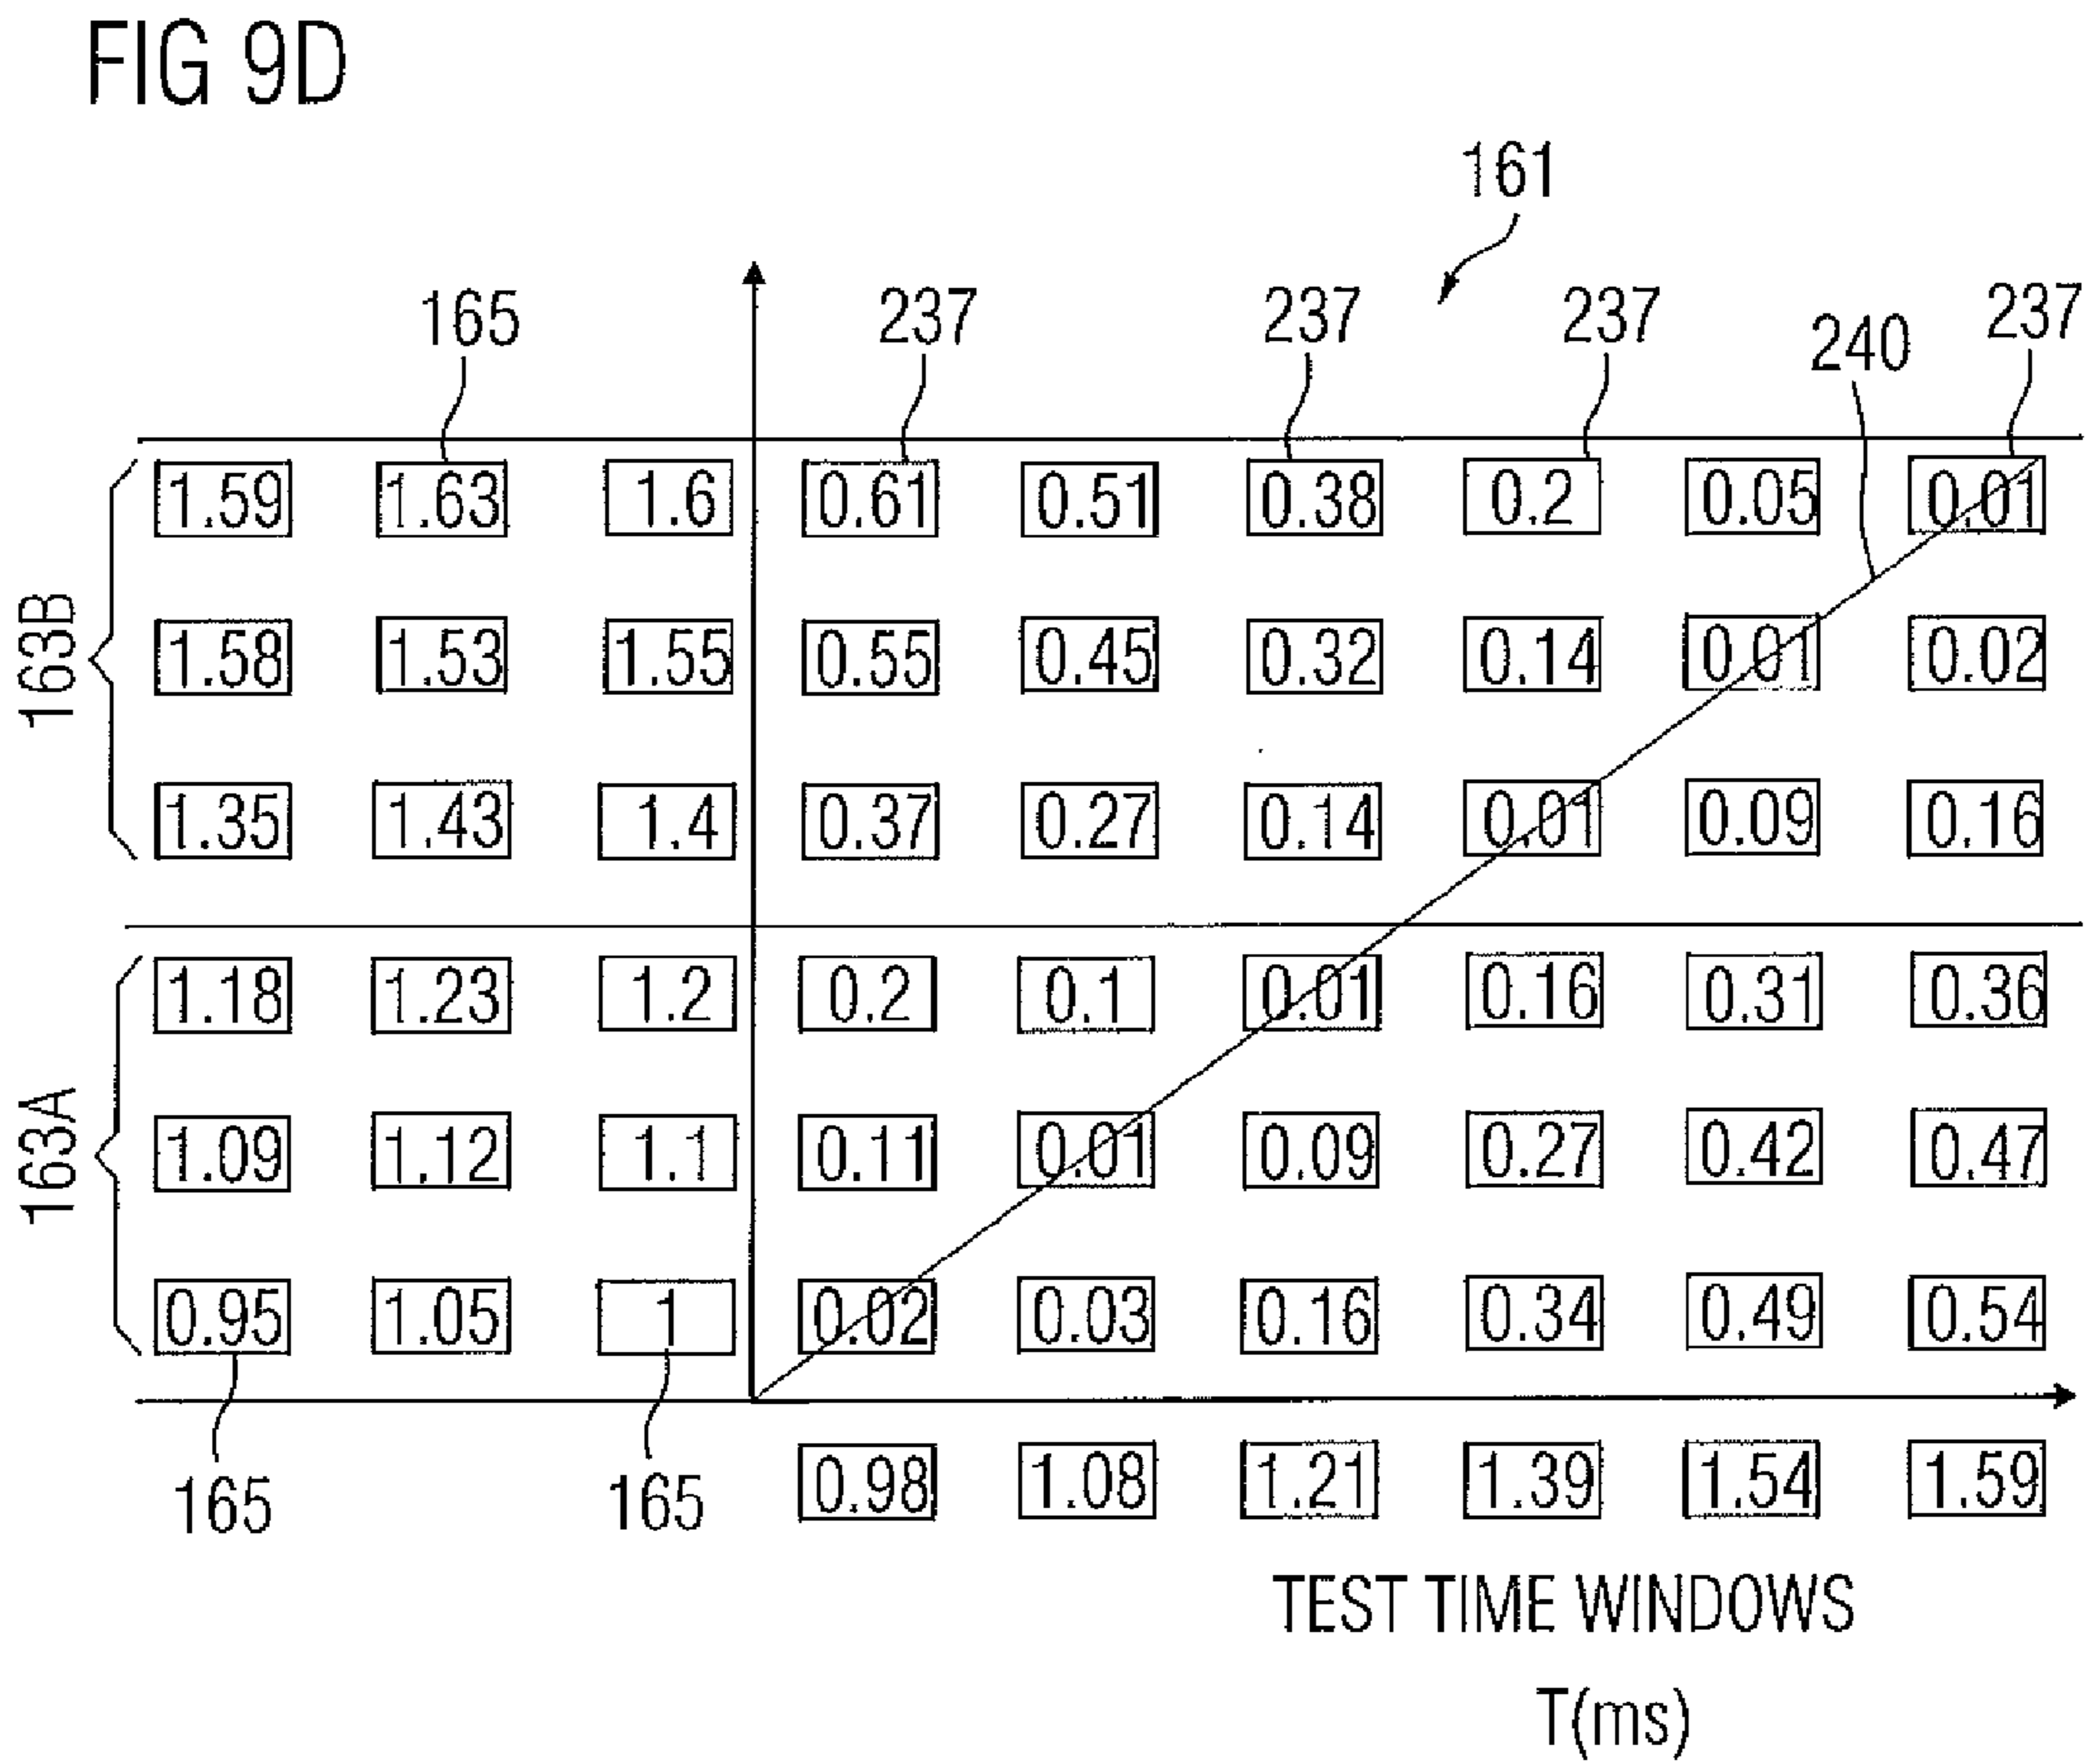 FIG 9D
161
165 237 237 237 240 237
163B
1.59 1.63 1.6 0.61 0.51 0.38 0.2 0.05 0.01
1.58 1.53 1.55 0.55 0.45 0.32 0.14 0.01 0.02
1.35 1.43 1.4 0.37 0.27 0.14 0.01 0.09 0.16
163A
1.18 1.23 1.2 0.2 0.1 0.01 0.16 0.31 0.36
1.09 1.12 1.1 0.11 0.01 0.09 0.27 0.42 0.47
0.95 1.05 1 0.02 0.03 0.16 0.34 0.49 0.54
165 165 0.98 1.08 1.21 1.39 1.54 1.59
TEST TIME WINDOWS
T(ms)